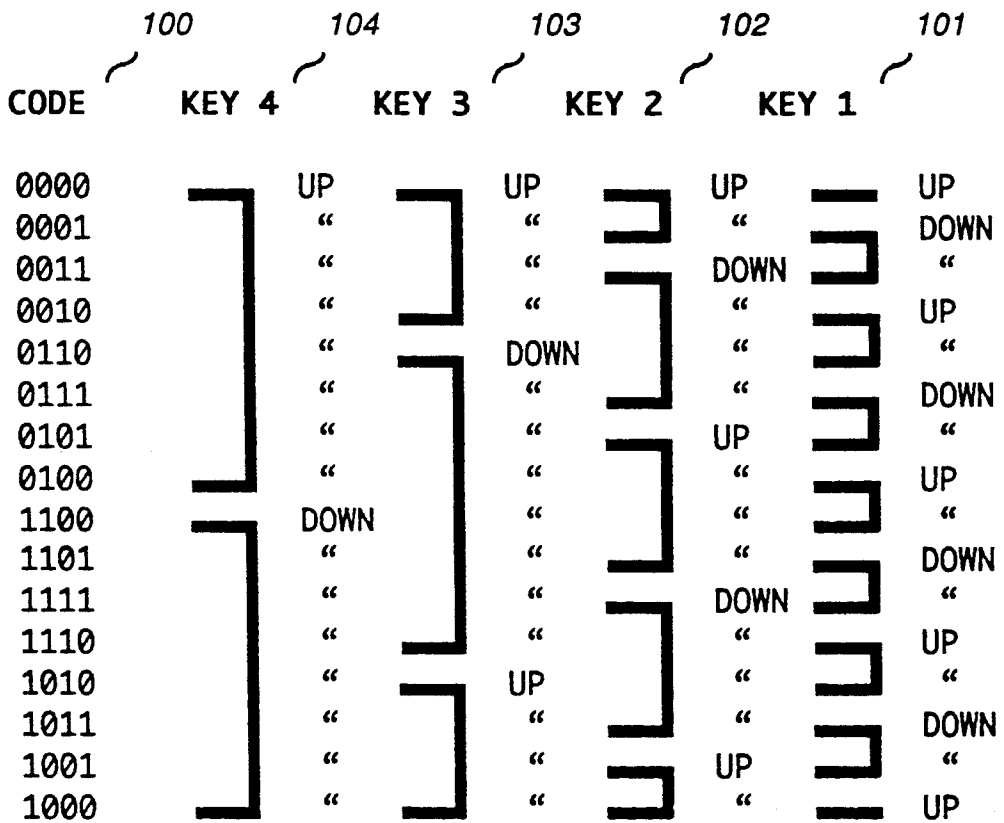 100 104 103 102 101
CODE KEY 4 KEY 3 KEY 2 KEY 1
0000 UP UP UP UP
0001 “ “ “ DOWN
0011 “ “ DOWN “
0010 “ “ “ UP
0110 “ DOWN “ “
0111 “ “ “ DOWN
0101 “ “ UP “
0100 “ “ “ UP
1100 DOWN “ “ “
1101 “ “ “ DOWN
1111 “ “ DOWN “
1110 “ “ “ UP
1010 “ UP “ “
1011 “ “ “ DOWN
1001 “ “ UP “
1000 “ “ “ UP